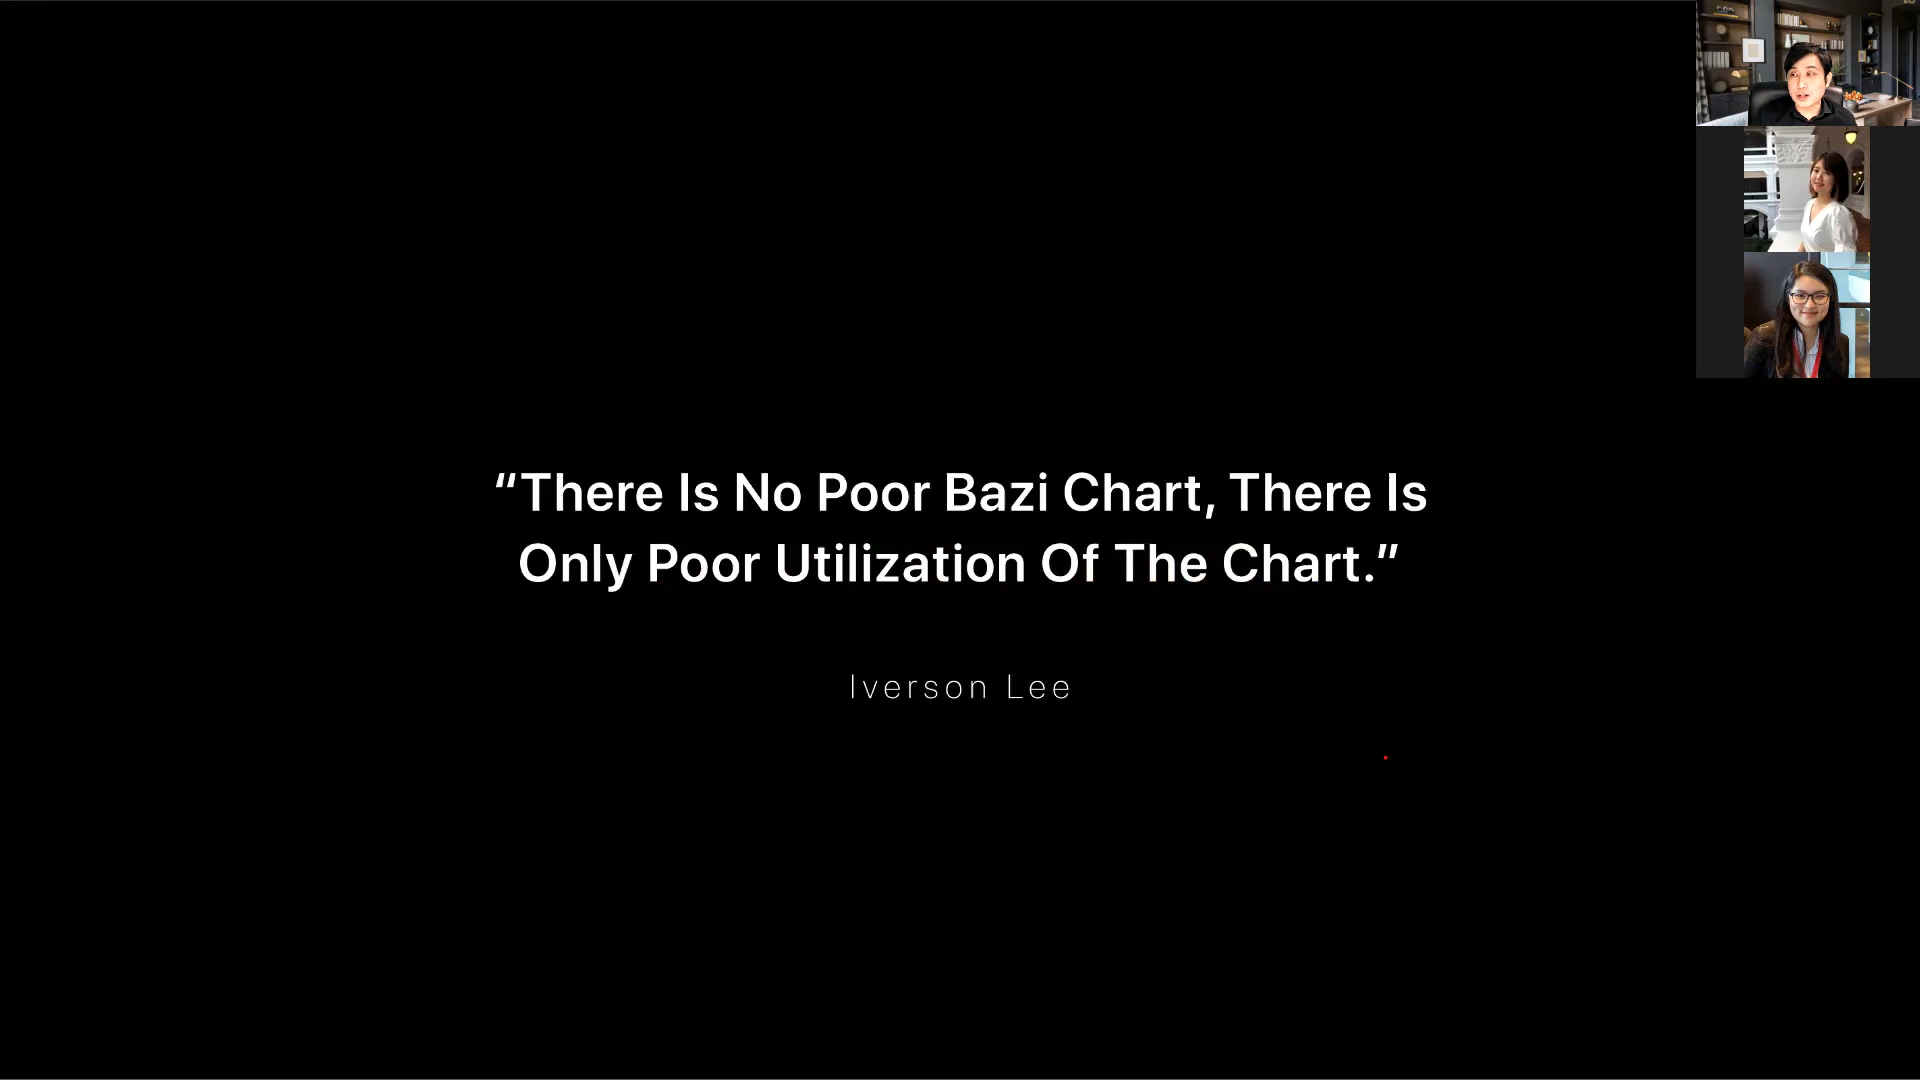 “There Is No Poor Bazi Chart, There Is
Only Poor Utilization Of The Chart.”
Iverson Lee